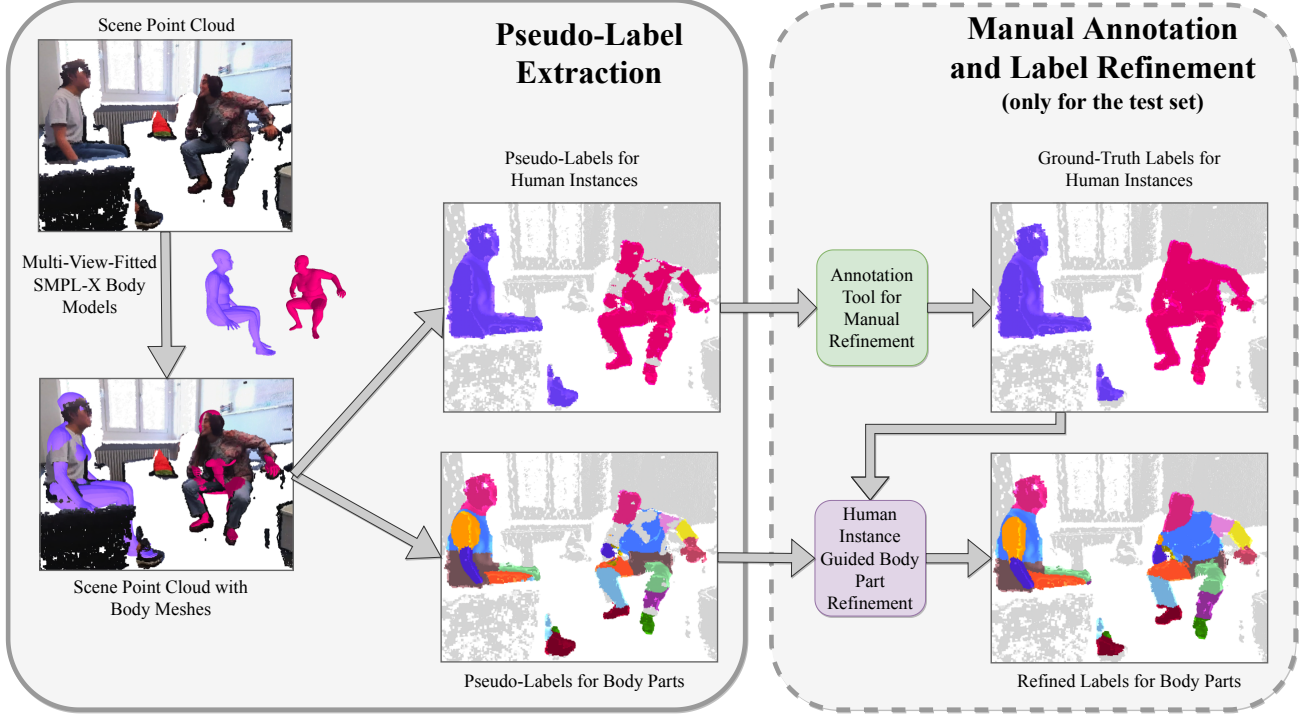 Scene Point Cloud
Pseudo-Label
Extraction
Multi-View-Fitted
SMPL-X Body
Models
Scene Point Cloud with
Body Meshes
Pseudo-Labels for
Human Instances
Pseudo-Labels for Body Parts
Manual Annotation
and Label Refinement
(only for the test set)
Annotation
Tool for
Manual
Refinement
Ground-Truth Labels for
Human Instances
Human
Instance
Guided Body
Part
Refinement
Refined Labels for Body Parts